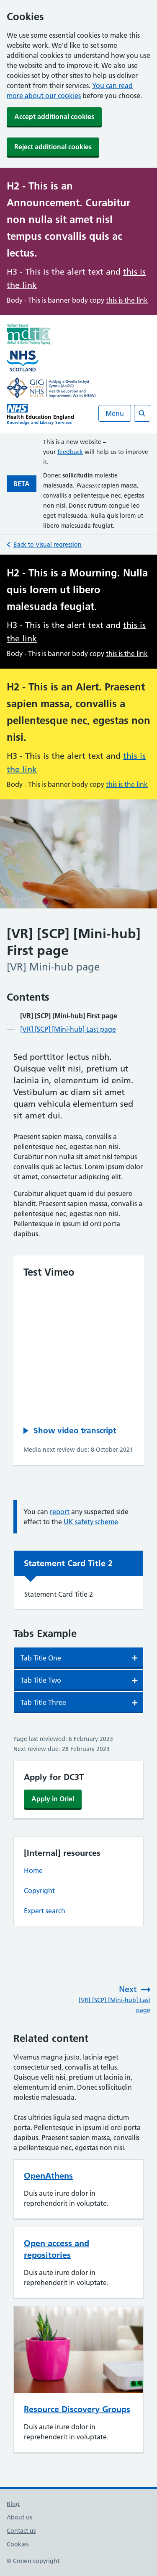 Cookies
We use some essential cookies to make this
website work. We'd like to set some
additional cookies to understand how you use
our website and to improve it. We also use
cookies set by other sites to help us deliver
content from their services. You can read
more about our cookies before you choose.
Accept additional cookies
Reject additional cookies
H2 - This is an
Announcement. Curabitur
non nulla sit amet nisl
tempus convallis quis ac
lectus.
H3 - This is the alert text and this is
the link
Body - This is banner body copy this is the link
mdtia
NHS
SCOTLAND
GIG
NHS
Addysg a Gwella Iechyd
Cymru (AaGIC)
Health Education and
Improvement Wales (HEIW)
NHS
Health Education England
Knowledge and Library Services
Menu
BETA
This is a new website –
your feedback will help us to improve
it.
Donec sollicitudin molestie
malesuada. Praesent sapien massa,
convallis a pellentesque nec, egestas
non nisi. Donec rutrum congue leo
eget malesuada. Nulla quis lorem ut
libero malesuada feugiat.
Back to Visual regression
H2 - This is a Mourning. Nulla
quis lorem ut libero
malesuada feugiat.
H3 - This is the alert text and this is
the link
Body - This is banner body copy this is the link
H2 - This is an Alert. Praesent
sapien massa, convallis a
pellentesque nec, egestas non
nisi.
H3 - This is the alert text and this is
the link
Body - This is banner body copy this is the link
[VR] [SCP] [Mini-hub]
First page
[VR] Mini-hub page
Contents
— [VR] [SCP] [Mini-hub] First page
— [VR] [SCP] [Mini-hub] Last page
Sed porttitor lectus nibh.
Quisque velit nisi, pretium ut
lacinia in, elementum id enim.
Vestibulum ac diam sit amet
quam vehicula elementum sed
sit amet dui.
Praesent sapien massa, convallis a
pellentesque nec, egestas non nisi.
Curabitur non nulla sit amet nisl tempus
convallis quis ac lectus. Lorem ipsum dolor
sit amet, consectetur adipiscing elit.
Curabitur aliquet quam id dui posuere
blandit. Praesent sapien massa, convallis a
pellentesque nec, egestas non nisi.
Pellentesque in ipsum id orci porta
dapibus.
Test Vimeo
Show video transcript
Media next review due: 8 October 2021
You can report any suspected side
effect to the UK safety scheme
Statement Card Title 2
Statement Card Title 2
Tabs Example
Tab Title One +
Tab Title Two +
Tab Title Three +
Page last reviewed: 6 February 2023
Next review due: 28 February 2023
Apply for DC3T
Apply in Oriel
[Internal] resources
Home
Copyright
Expert search
Next →
[VR] [SCP] [Mini-hub] Last
page
Related content
Vivamus magna justo, lacinia eget
consectetur sed, convallis at tellus.
Quisque velit nisi, pretium ut lacinia in,
elementum id enim. Donec sollicitudin
molestie malesuada.
Cras ultricies ligula sed magna dictum
porta. Pellentesque in ipsum id orci porta
dapibus. Praesent sapien massa, convallis
a pellentesque nec, egestas non nisi.
OpenAthens
Duis aute irure dolor in
reprehenderit in voluptate.
Open access and
repositories
Duis aute irure dolor in
reprehenderit in voluptate.
Resource Discovery Groups
Duis aute irure dolor in
reprehenderit in voluptate.
Blog
About us
Contact us
Cookies
© Crown copyright